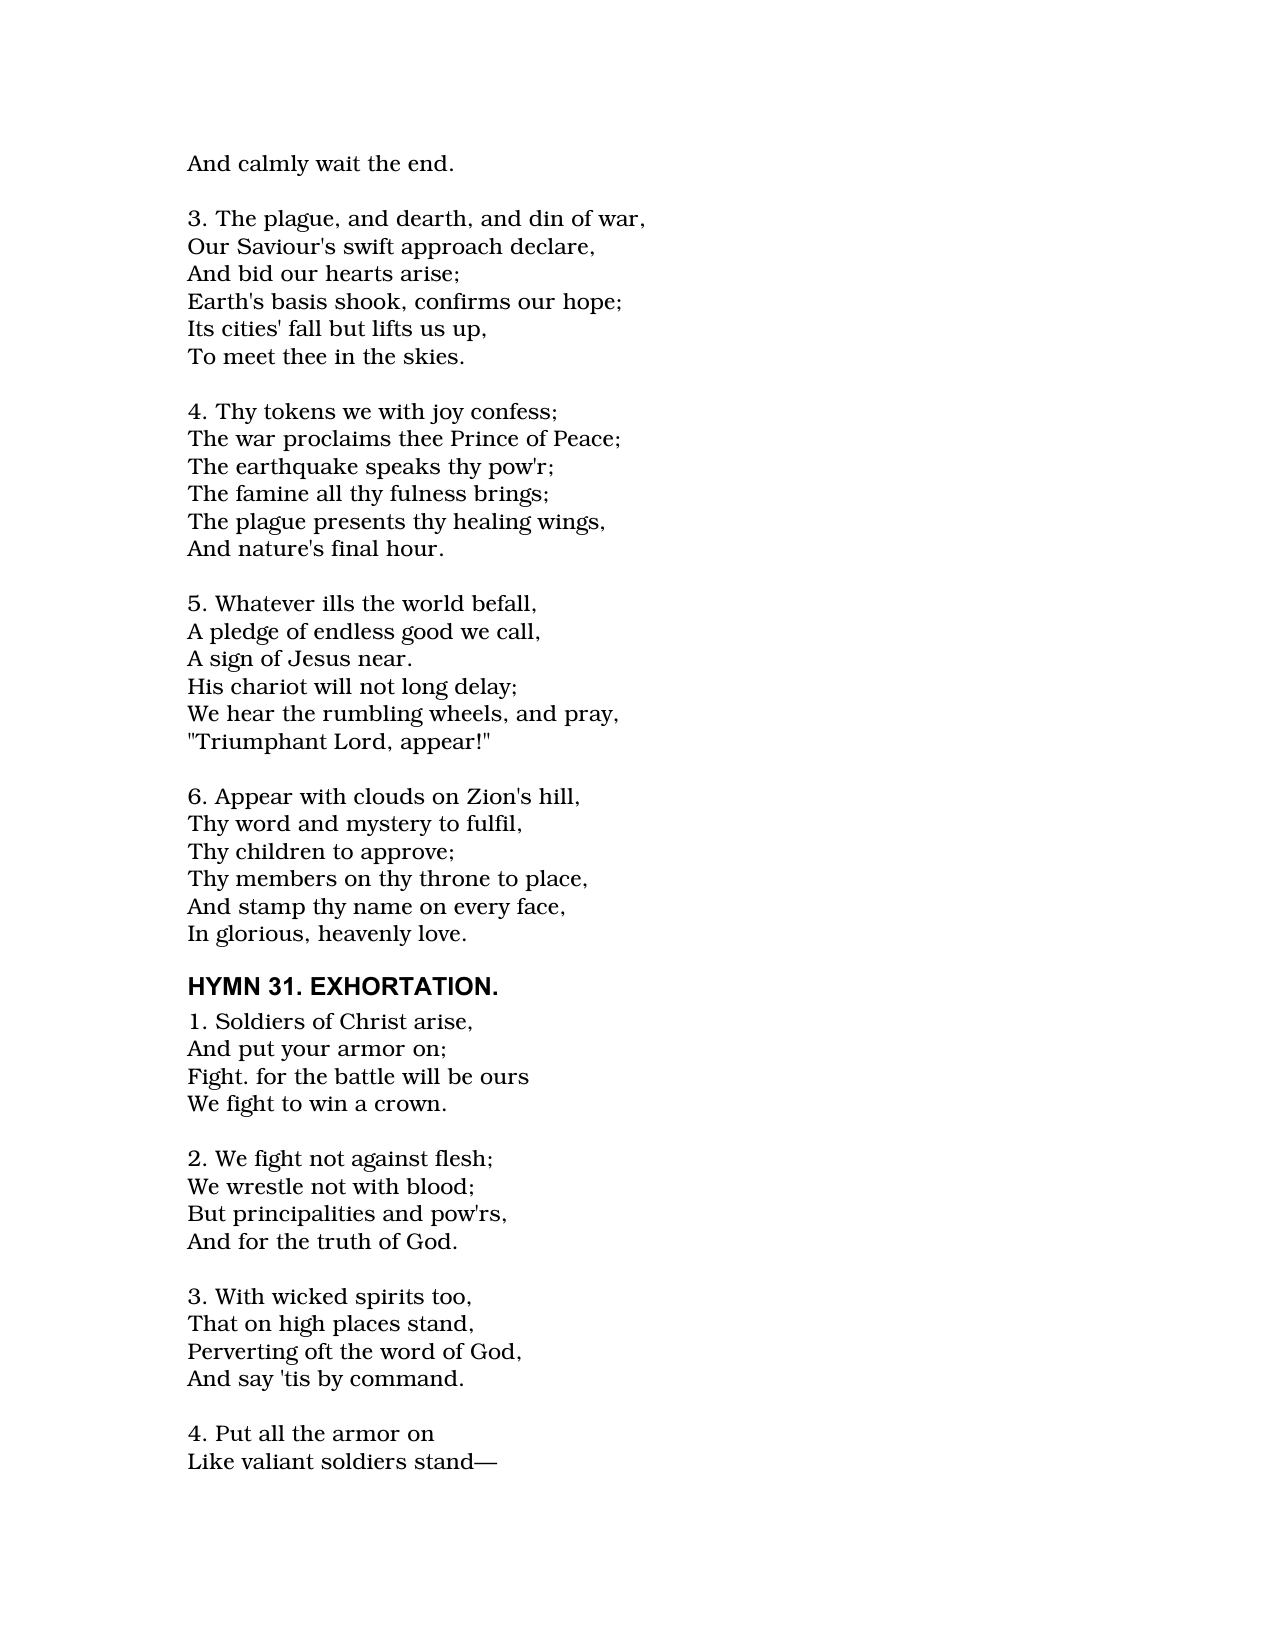 And calmly wait the end.
3. The plague, and dearth, and din of war,
Our Saviour's swift approach declare,
And bid our hearts arise;
Earth's basis shook, confirms our hope;
Its cities' fall but lifts us up,
To meet thee in the skies.
4. Thy tokens we with joy confess;
The war proclaims thee Prince of Peace;
The earthquake speaks thy pow'r;
The famine all thy fulness brings;
The plague presents thy healing wings,
And nature's final hour.
5. Whatever ills the world befall,
A pledge of endless good we call,
A sign of Jesus near.
His chariot will not long delay;
We hear the rumbling wheels, and pray,
"Triumphant Lord, appear!"
6. Appear with clouds on Zion's hill,
Thy word and mystery to fulfil,
Thy children to approve;
Thy members on thy throne to place,
And stamp thy name on every face,
In glorious, heavenly love.
HYMN 31. EXHORTATION.
1. Soldiers of Christ arise,
And put your armor on;
Fight. for the battle will be ours
We fight to win a crown.
2. We fight not against flesh;
We wrestle not with blood;
But principalities and pow'rs,
And for the truth of God.
3. With wicked spirits too,
That on high places stand,
Perverting oft the word of God,
And say 'tis by command.
4. Put all the armor on
Like valiant soldiers stand—